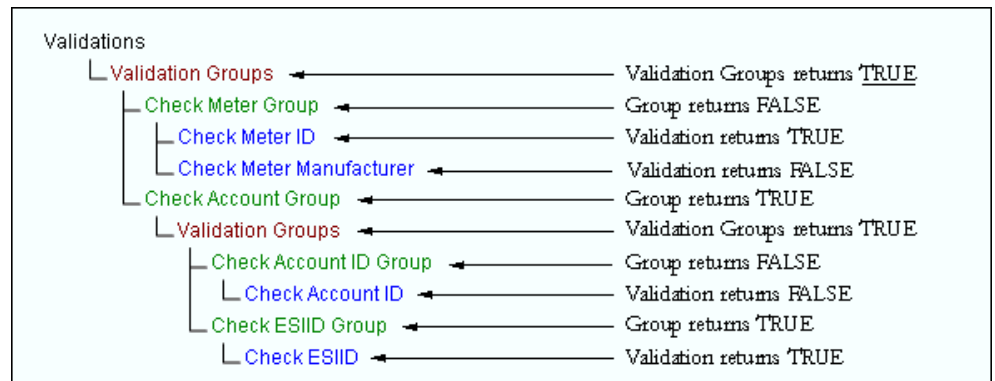 Validations
Validation Groups Validation Groups returns TRUE
Check Meter Group Group returns FALSE
Check Meter ID Validation returns TRUE
Check Meter Manufacturer Validation returns FALSE
Check Account Group Group returns TRUE
Validation Groups Validation Groups returns TRUE
Check Account ID Group Group returns FALSE
Check Account ID Validation returns FALSE
Check ESIID Group Group returns TRUE
Check ESIID Validation returns TRUE